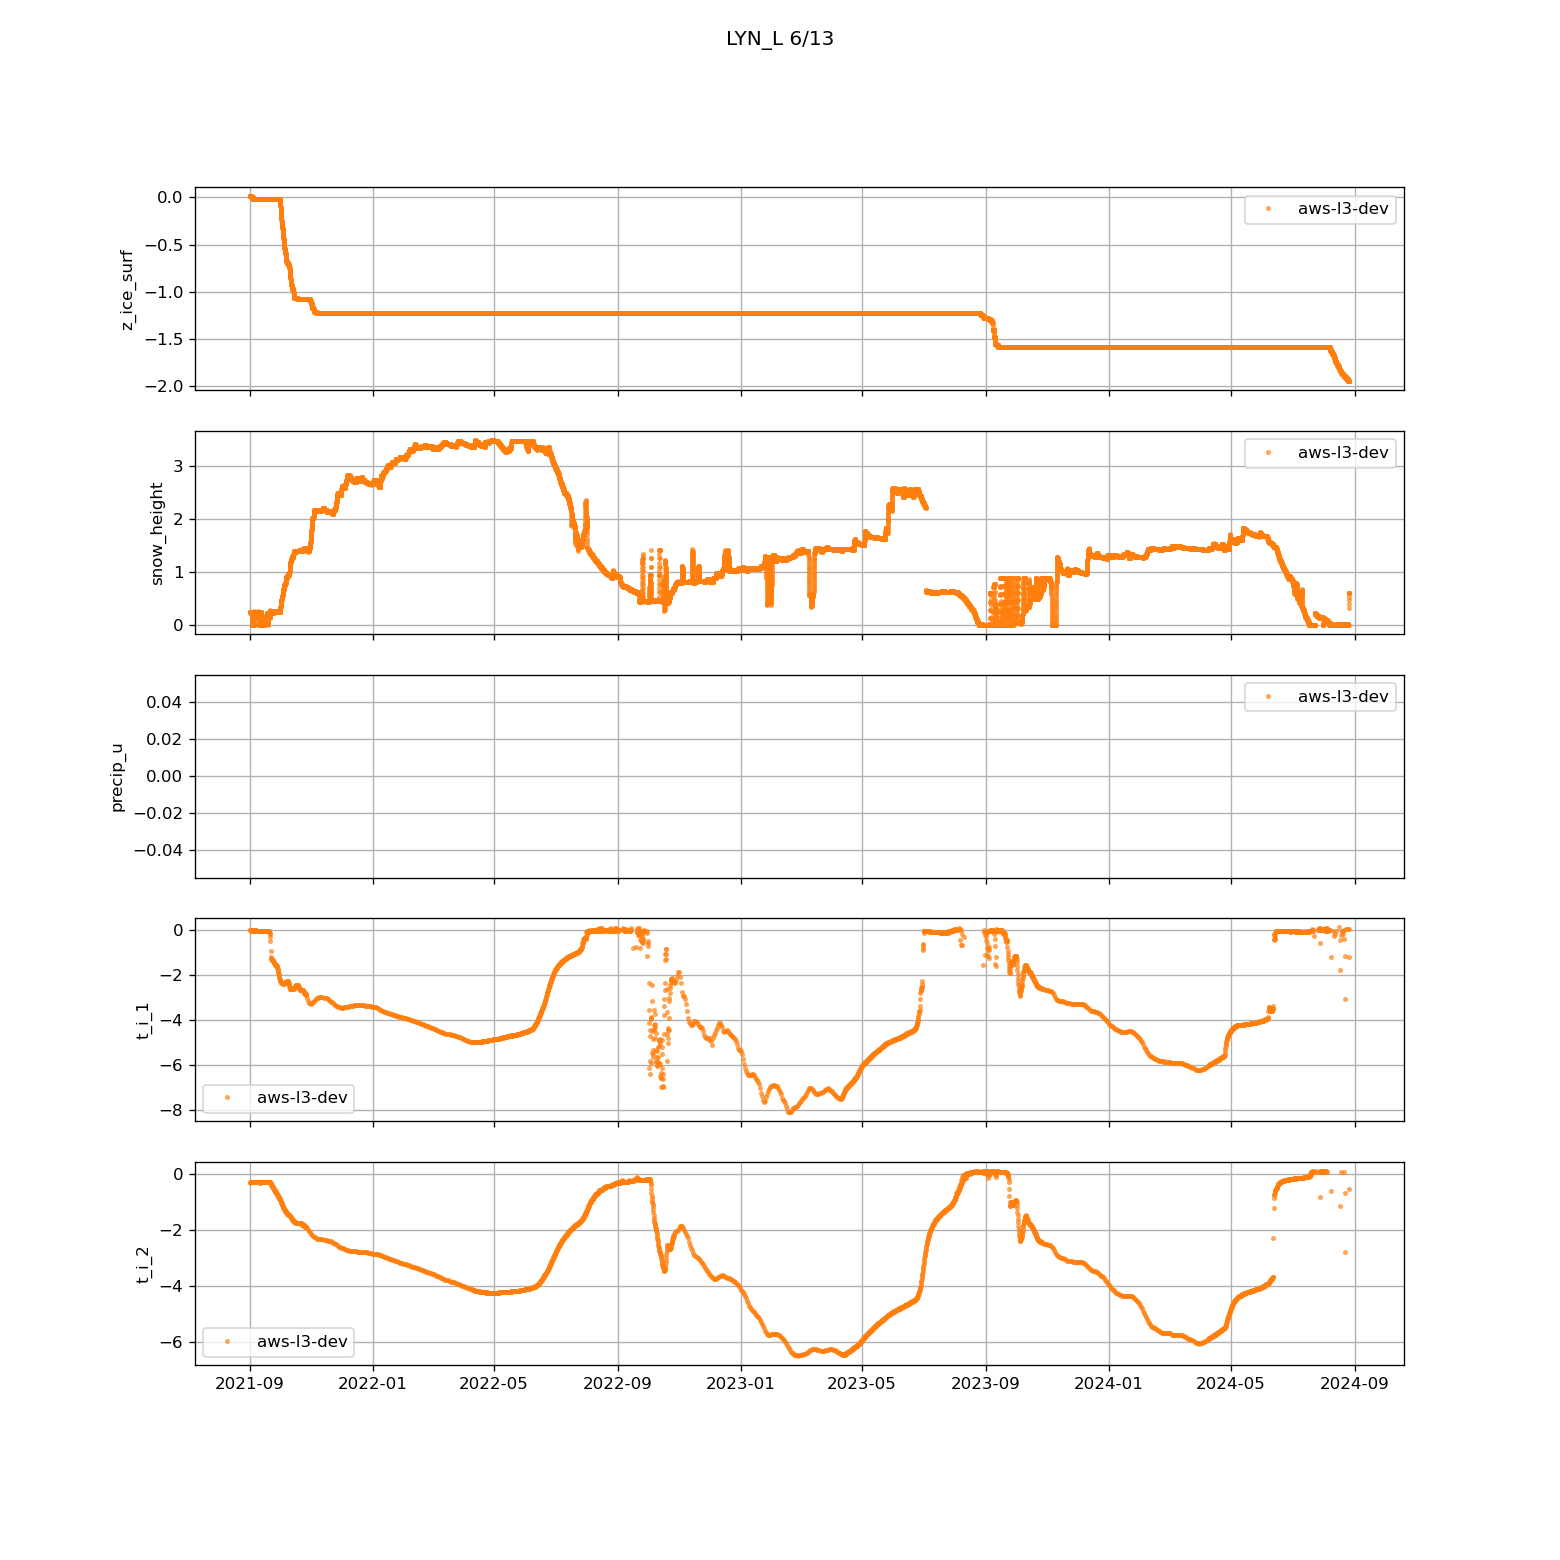 LYN_L 6/13
z_ice_surf
0.0
−0.5
−1.0
−1.5
−2.0
aws-l3-dev
snow_height
3
2
1
0
aws-l3-dev
precip_u
0.04
0.02
0.00
−0.02
−0.04
aws-l3-dev
t_i_1
0
−2
−4
−6
−8
aws-l3-dev
t_i_2
0
−2
−4
−6
aws-l3-dev
2021-09 2022-01 2022-05 2022-09 2023-01 2023-05 2023-09 2024-01 2024-05 2024-09